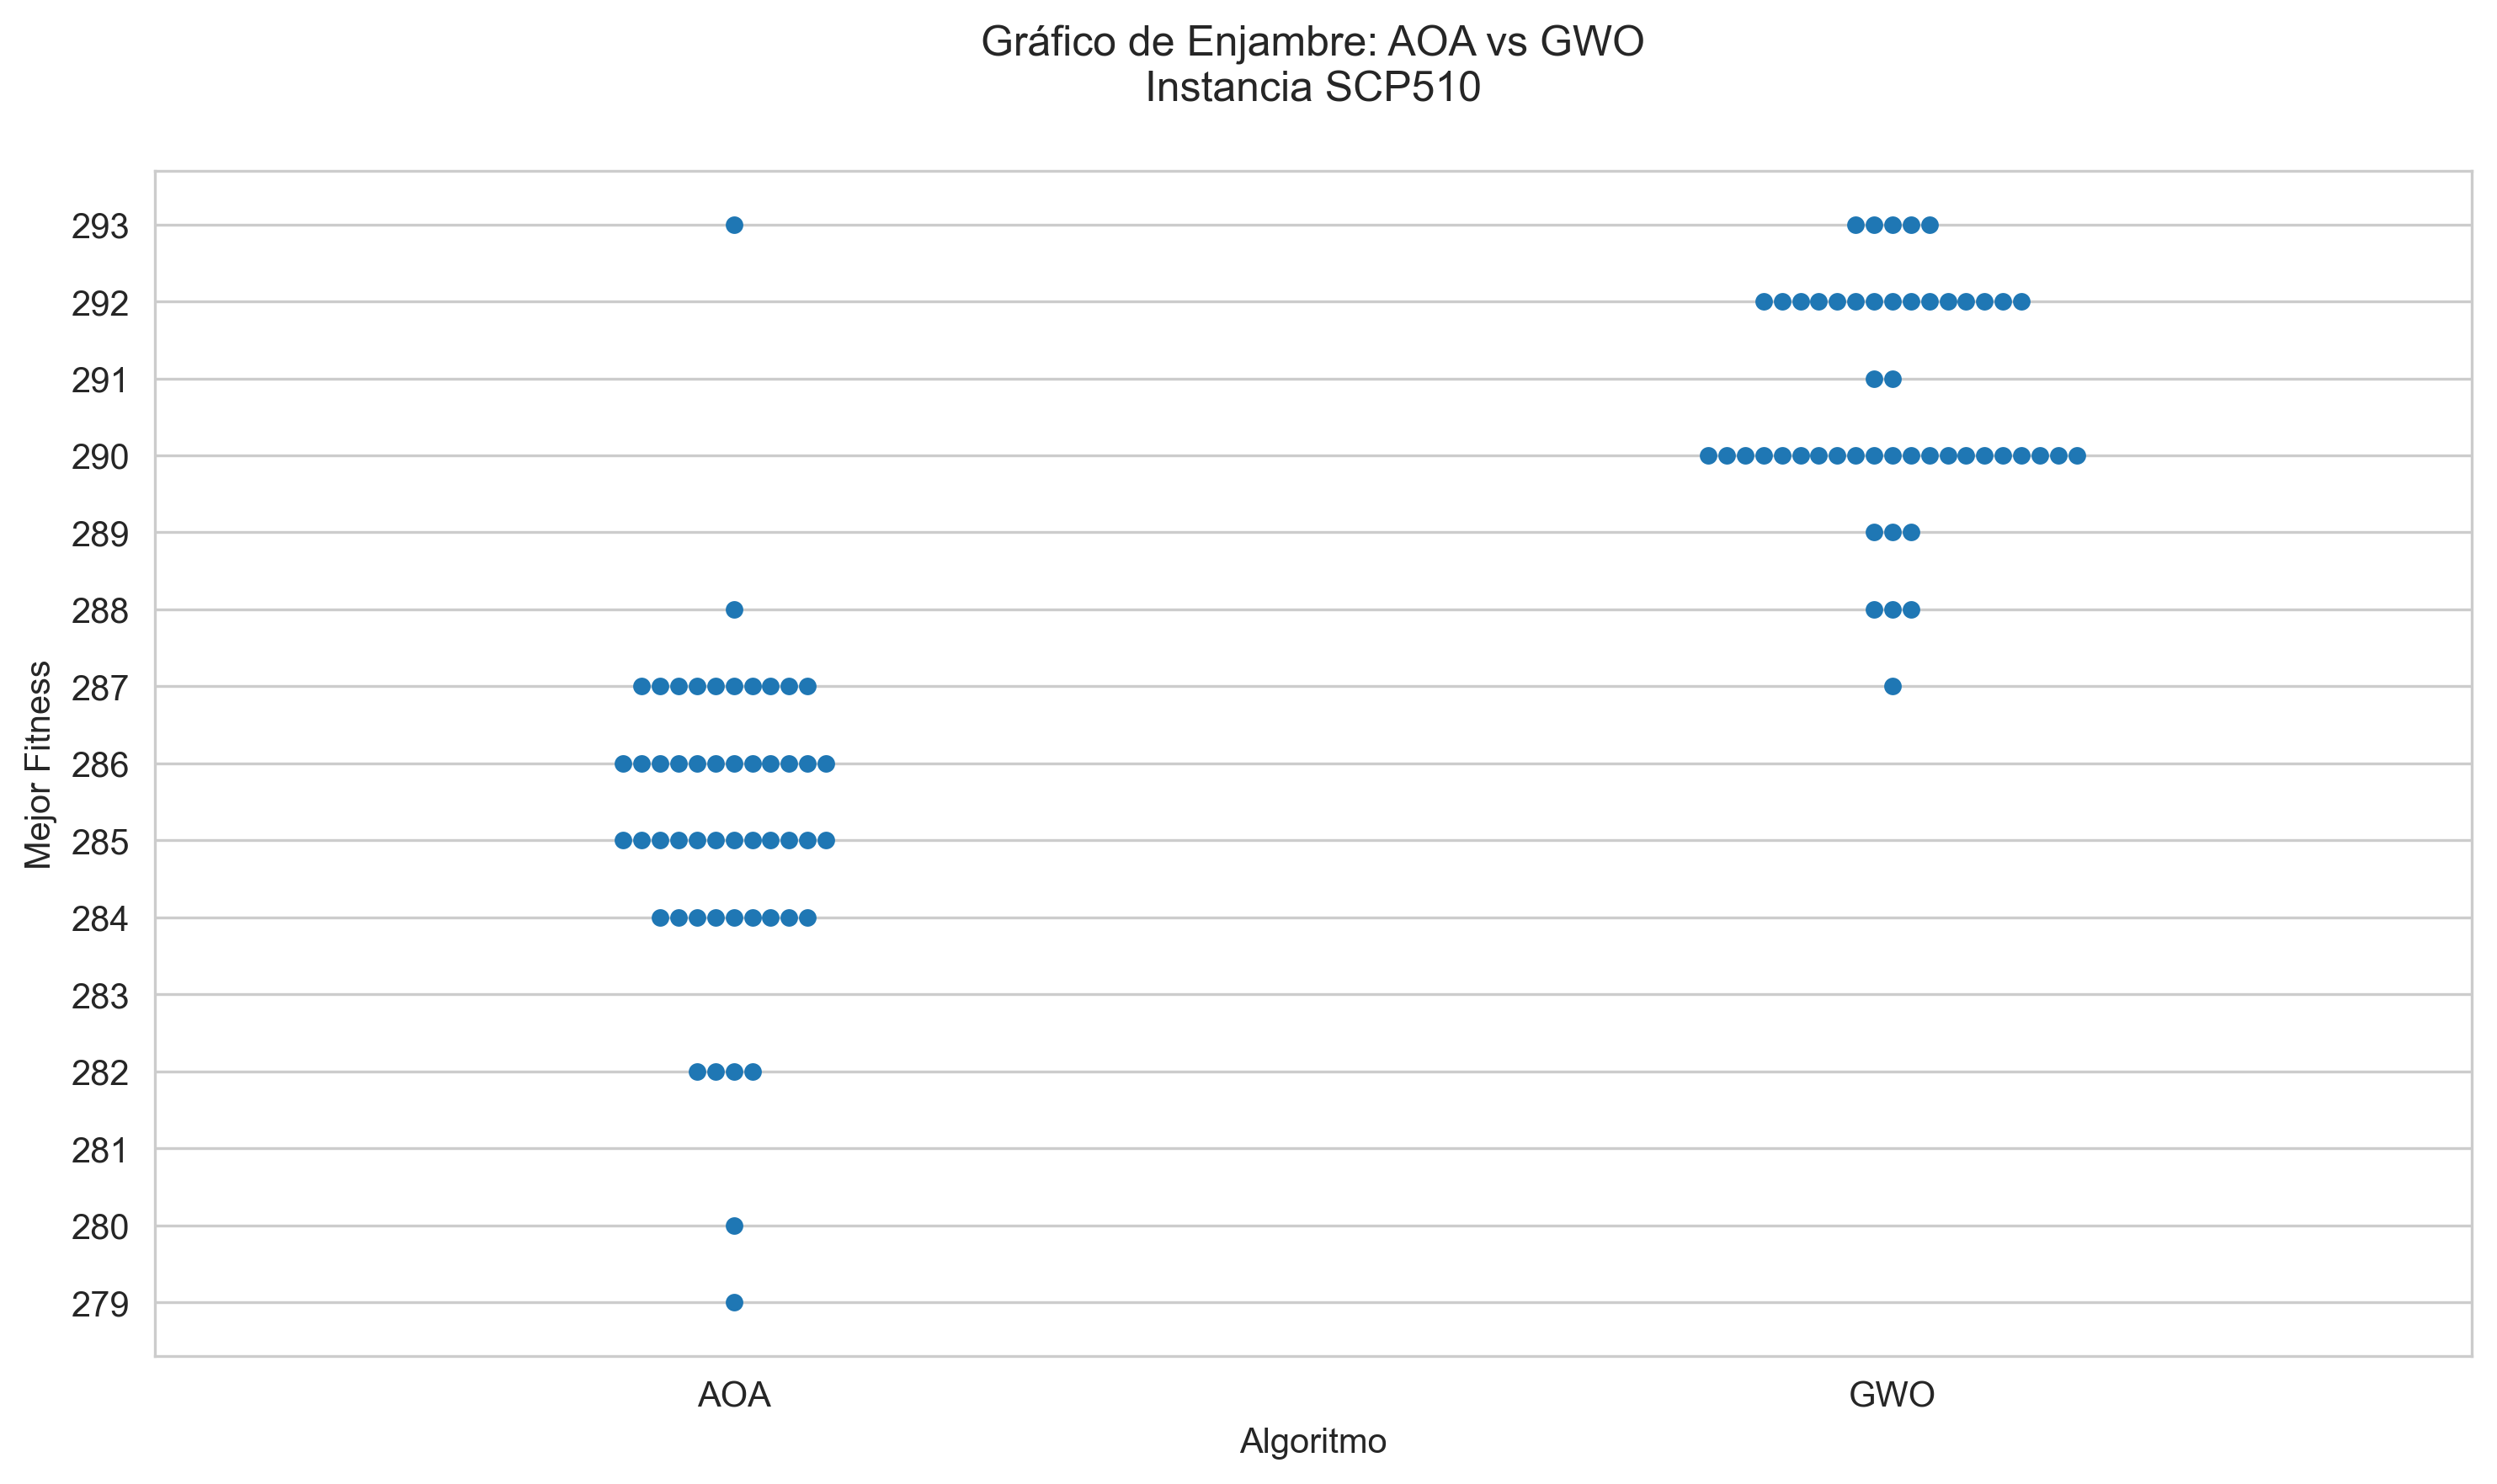 Gráfico de Enjambre: AOA vs GWO
Instancia SCP510
Mejor Fitness
293
292
291
290
289
288
287
286
285
284
283
282
281
280
279
AOA
GWO
Algoritmo